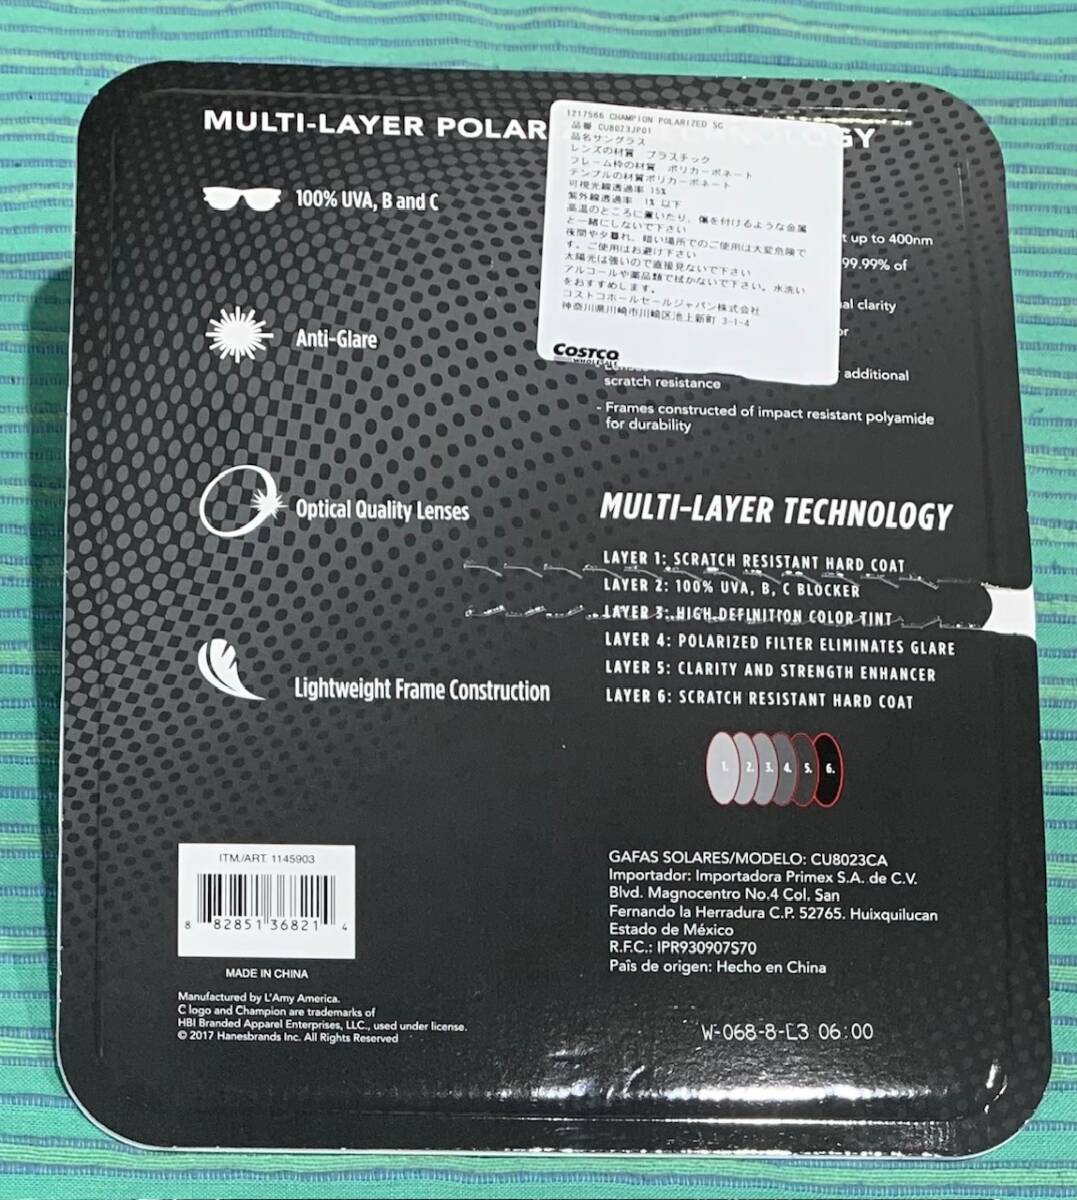 MULTI-LAYER POLAR NOLOGY
100% UVA, B and C
Anti-Glare
Optical Quality Lenses
Lightweight Frame Construction
1217566 CHAMPION POLARIZED SG
品番 CU8023JP01
品名サングラス
レンズの材質 プラスチック
フレーム枠の材質 ポリカーボネート
テンプルの材質ポリカーボネート
可視光線透過率 15%
紫外線透過率 1% 以下
高温のところに置いたり、傷を付けるような金属
と一緒にしないで下さい
夜間や夕暮れ、暗い場所でのご使用は大変危険で
す。ご使用はお避け下さい
太陽光は強いので直接見ないで下さい
アルコールや薬品類で拭かないで下さい。水洗い
をおすすめします。
コストコホールセールジャパン株式会社
神奈川県川崎市川崎区池上新町 3-1-4
COSTCO
WHOLESALE
t up to 400nm
99.99% of
al clarity
or
additional
scratch resistance
- Frames constructed of impact resistant polyamide
for durability
MULTI-LAYER TECHNOLOGY
LAYER 1: SCRATCH RESISTANT HARD COAT
LAYER 2: 100% UVA, B, C BLOCKER
LAYER 3: HIGH DEFINITION COLOR TINT
LAYER 4: POLARIZED FILTER ELIMINATES GLARE
LAYER 5: CLARITY AND STRENGTH ENHANCER
LAYER 6: SCRATCH RESISTANT HARD COAT
1. 2. 3. 4. 5. 6.
ITM./ART. 1145903
8 82851 36821 4
MADE IN CHINA
Manufactured by L'Amy America.
C logo and Champion are trademarks of
HBI Branded Apparel Enterprises, LLC., used under license.
© 2017 Hanesbrands Inc. All Rights Reserved
GAFAS SOLARES/MODELO: CU8023CA
Importador: Importadora Primex S.A. de C.V.
Blvd. Magnocentro No.4 Col. San
Fernando la Herradura C.P. 52765. Huixquilucan
Estado de México
R.F.C.: IPR930907S70
País de origen: Hecho en China
W-068-8-L3 06:00